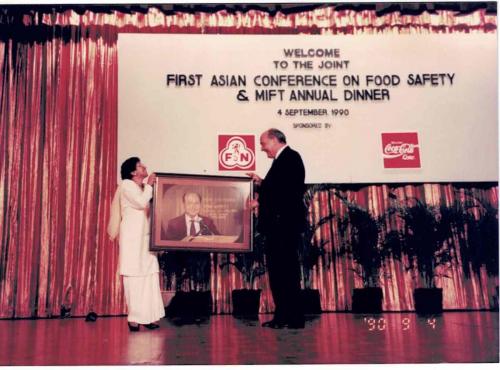 WELCOME
TO THE JOINT
FIRST ASIAN CONFERENCE ON FOOD SAFETY
& MIFT ANNUAL DINNER
4 SEPTEMBER 1990
SPONSORED BY
F&N
Coca-Cola
Coke
'90 9 4